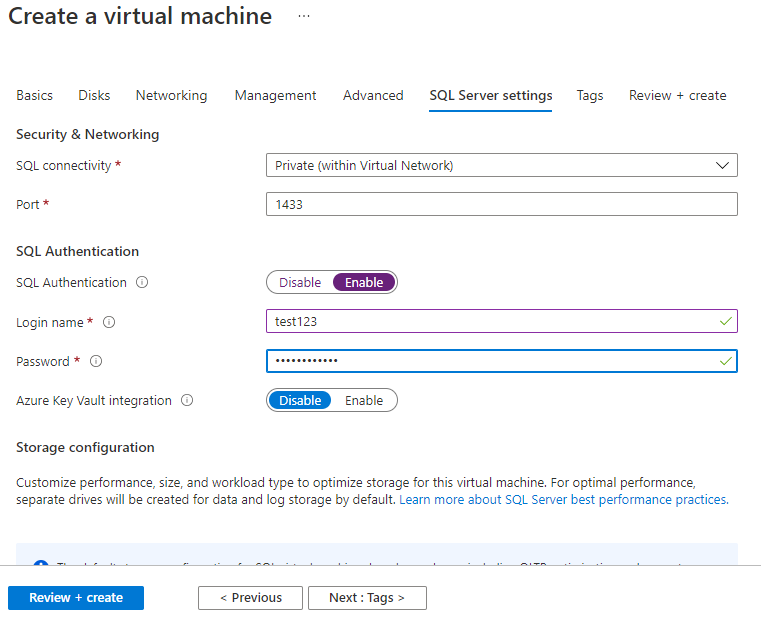 Create a virtual machine ...
Basics Disks Networking Management Advanced SQL Server settings Tags Review + create
Security & Networking
SQL connectivity * Private (within Virtual Network)
Port * 1433
SQL Authentication
SQL Authentication Disable Enable
Login name * test123
Password * ••••••••••••
Azure Key Vault integration Disable Enable
Storage configuration
Customize performance, size, and workload type to optimize storage for this virtual machine. For optimal performance,
separate drives will be created for data and log storage by default. Learn more about SQL Server best performance practices.
Review + create < Previous Next : Tags >